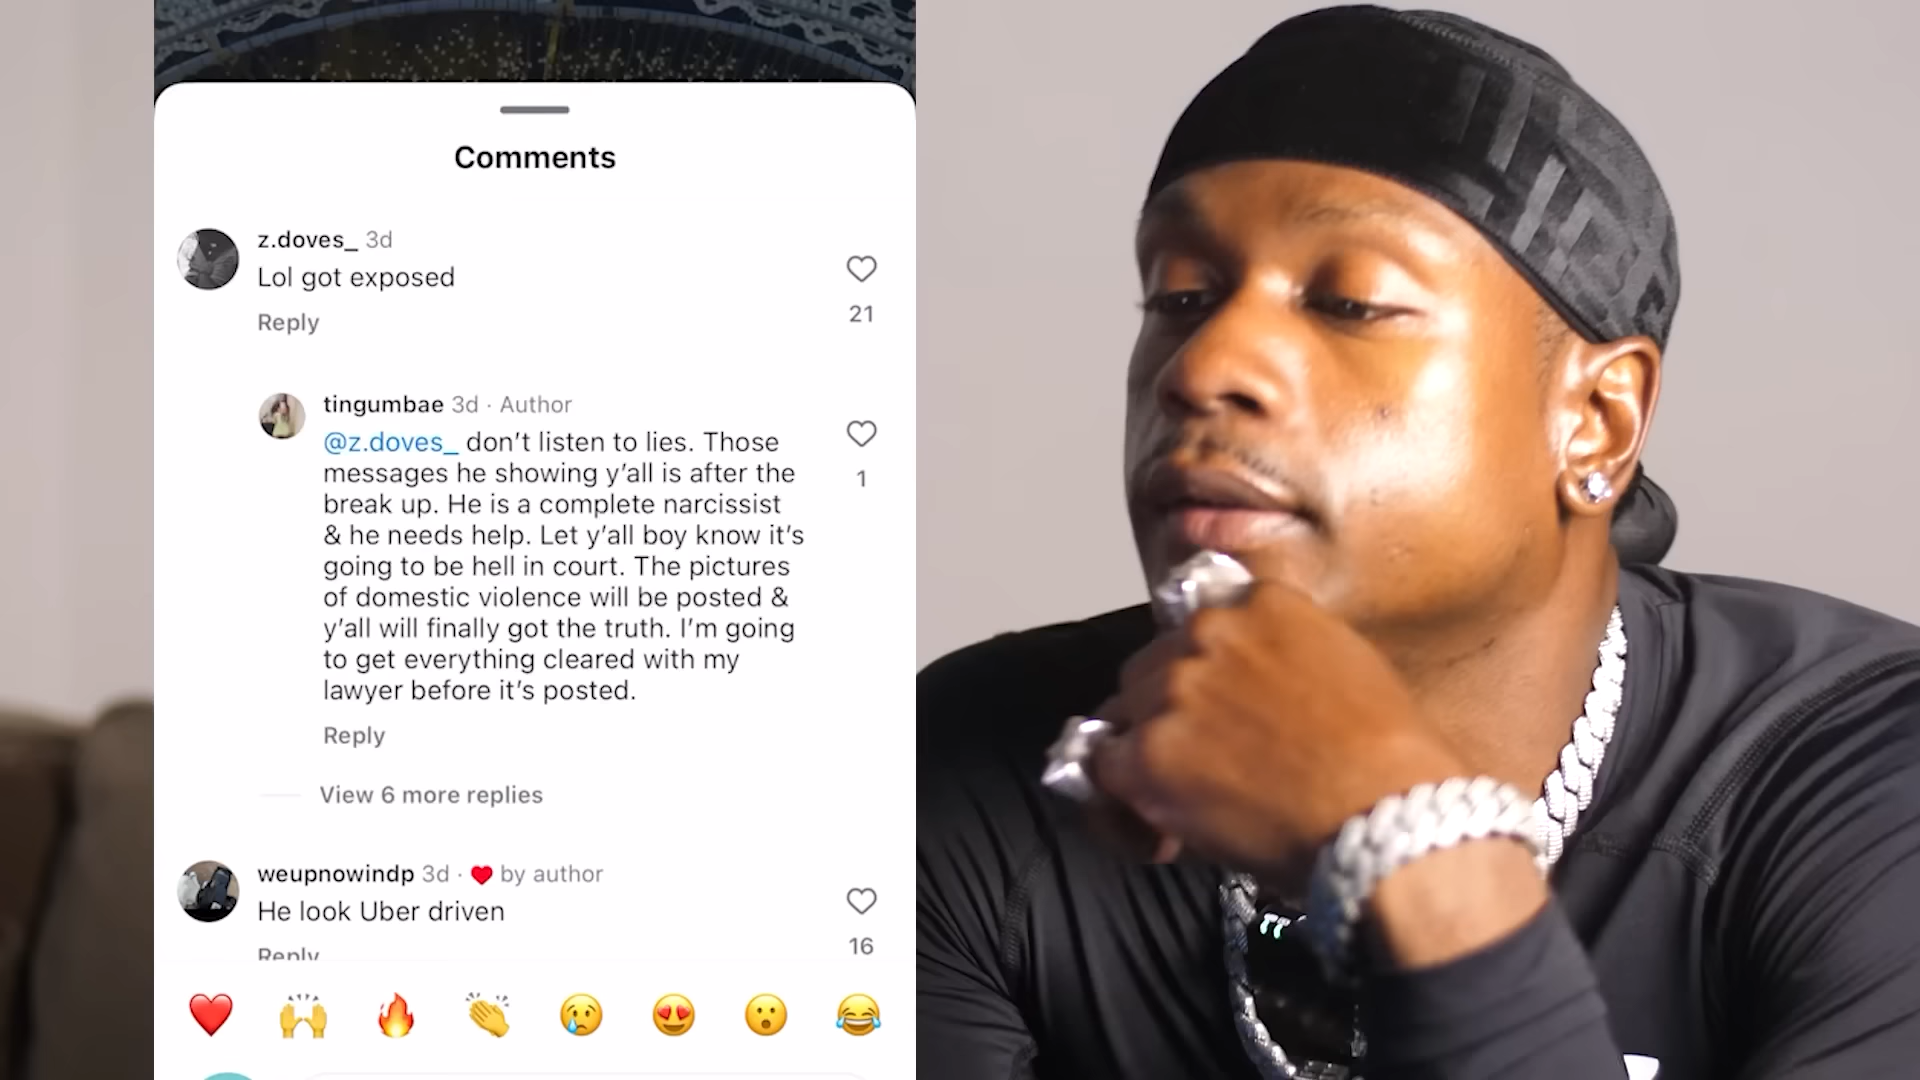 Comments
z.doves_ 3d
Lol got exposed
21
Reply
tingumbae 3d · Author
@z.doves_ don't listen to lies. Those
messages he showing y'all is after the
break up. He is a complete narcissist
& he needs help. Let y'all boy know it's
going to be hell in court. The pictures
of domestic violence will be posted &
y'all will finally got the truth. I'm going
to get everything cleared with my
lawyer before it's posted.
1
Reply
View 6 more replies
weupnowindp 3d · ❤️ by author
He look Uber driven
16
Reply